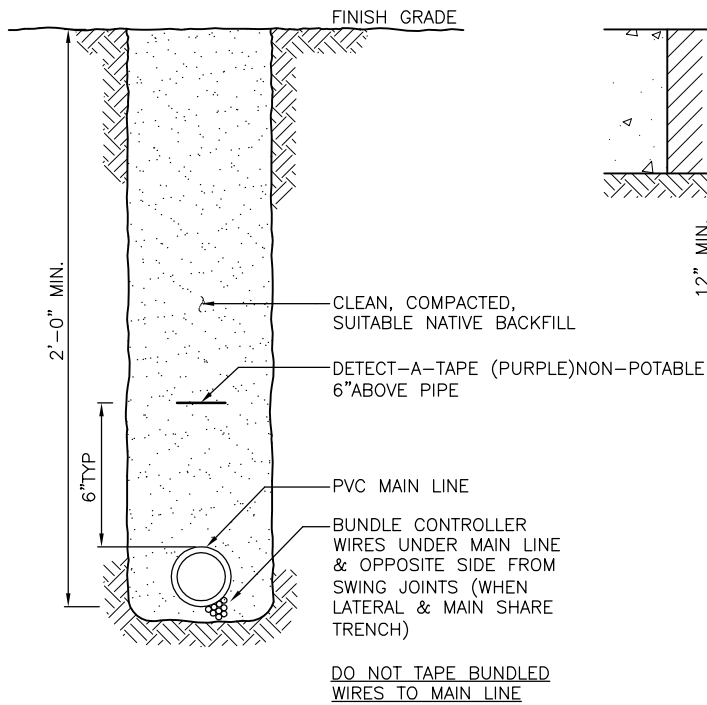 FINISH GRADE
2'-0" MIN.
12" MIN.
CLEAN, COMPACTED,
SUITABLE NATIVE BACKFILL
DETECT-A-TAPE (PURPLE)NON-POTABLE
6"ABOVE PIPE
6"TYP
PVC MAIN LINE
BUNDLE CONTROLLER
WIRES UNDER MAIN LINE
& OPPOSITE SIDE FROM
SWING JOINTS (WHEN
LATERAL & MAIN SHARE
TRENCH)
DO NOT TAPE BUNDLED
WIRES TO MAIN LINE